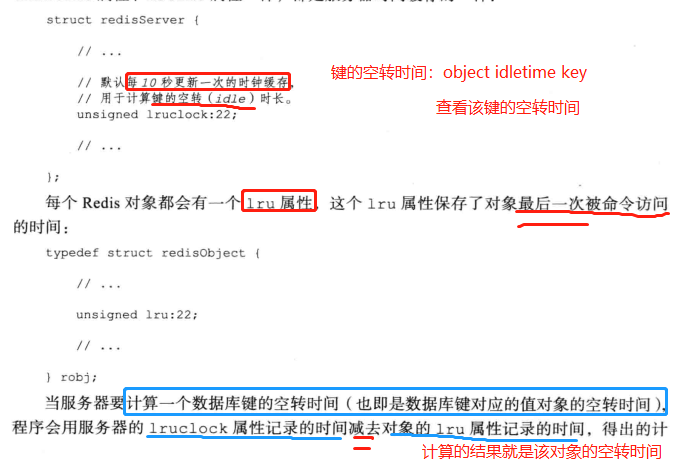 struct redisServer {
// ...
// 默认每10秒更新一次的时钟缓存,
// 用于计算键的空转(idle)时长。
unsigned lruclock:22;
// ...
};
键的空转时间：object idletime key
查看该键的空转时间
每个 Redis 对象都会有一个 lru 属性，这个 lru 属性保存了对象最后一次被命令访问
的时间：
typedef struct redisObject {
// ...
unsigned lru:22;
// ...
} robj;
当服务器要计算一个数据库键的空转时间（也即是数据库键对应的值对象的空转时间），
程序会用服务器的 lruclock 属性记录的时间减去对象的 lru 属性记录的时间，得出的计
计算的结果就是该对象的空转时间